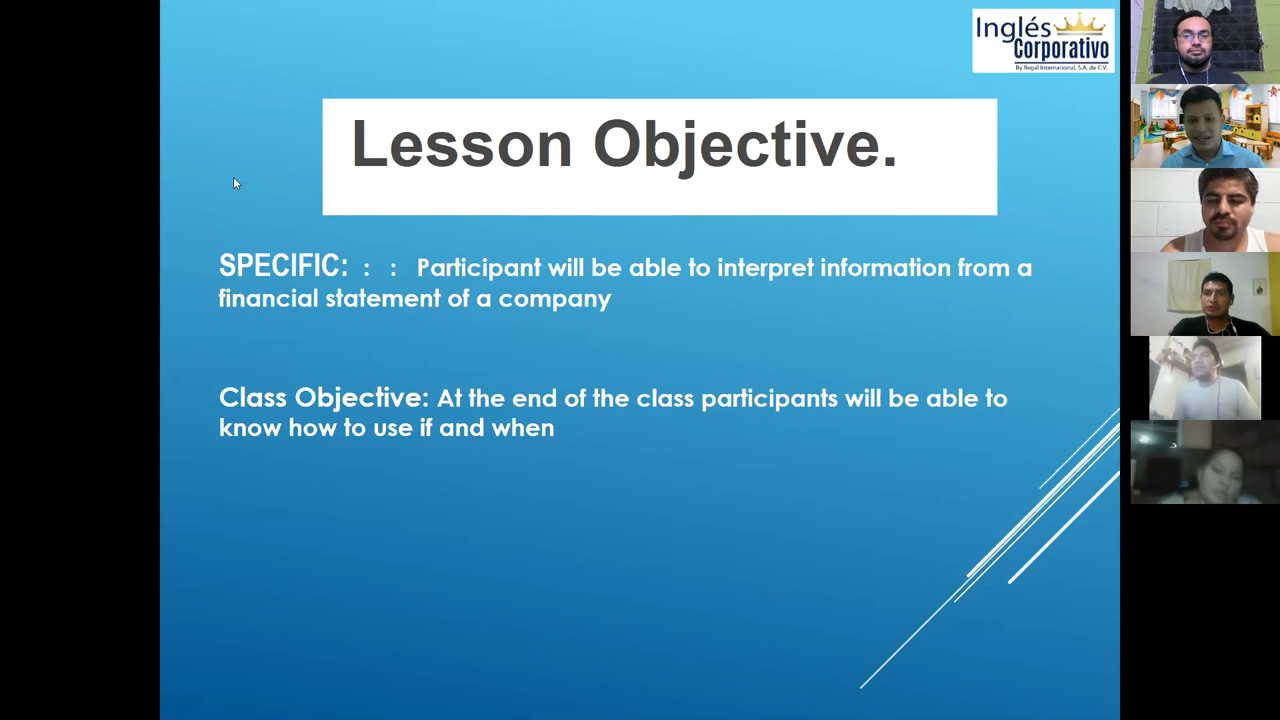 Inglés
Corporativo
By Regal International, S.A. de C.V.
Lesson Objective.
SPECIFIC: : : Participant will be able to interpret information from a
financial statement of a company
Class Objective: At the end of the class participants will be able to
know how to use if and when